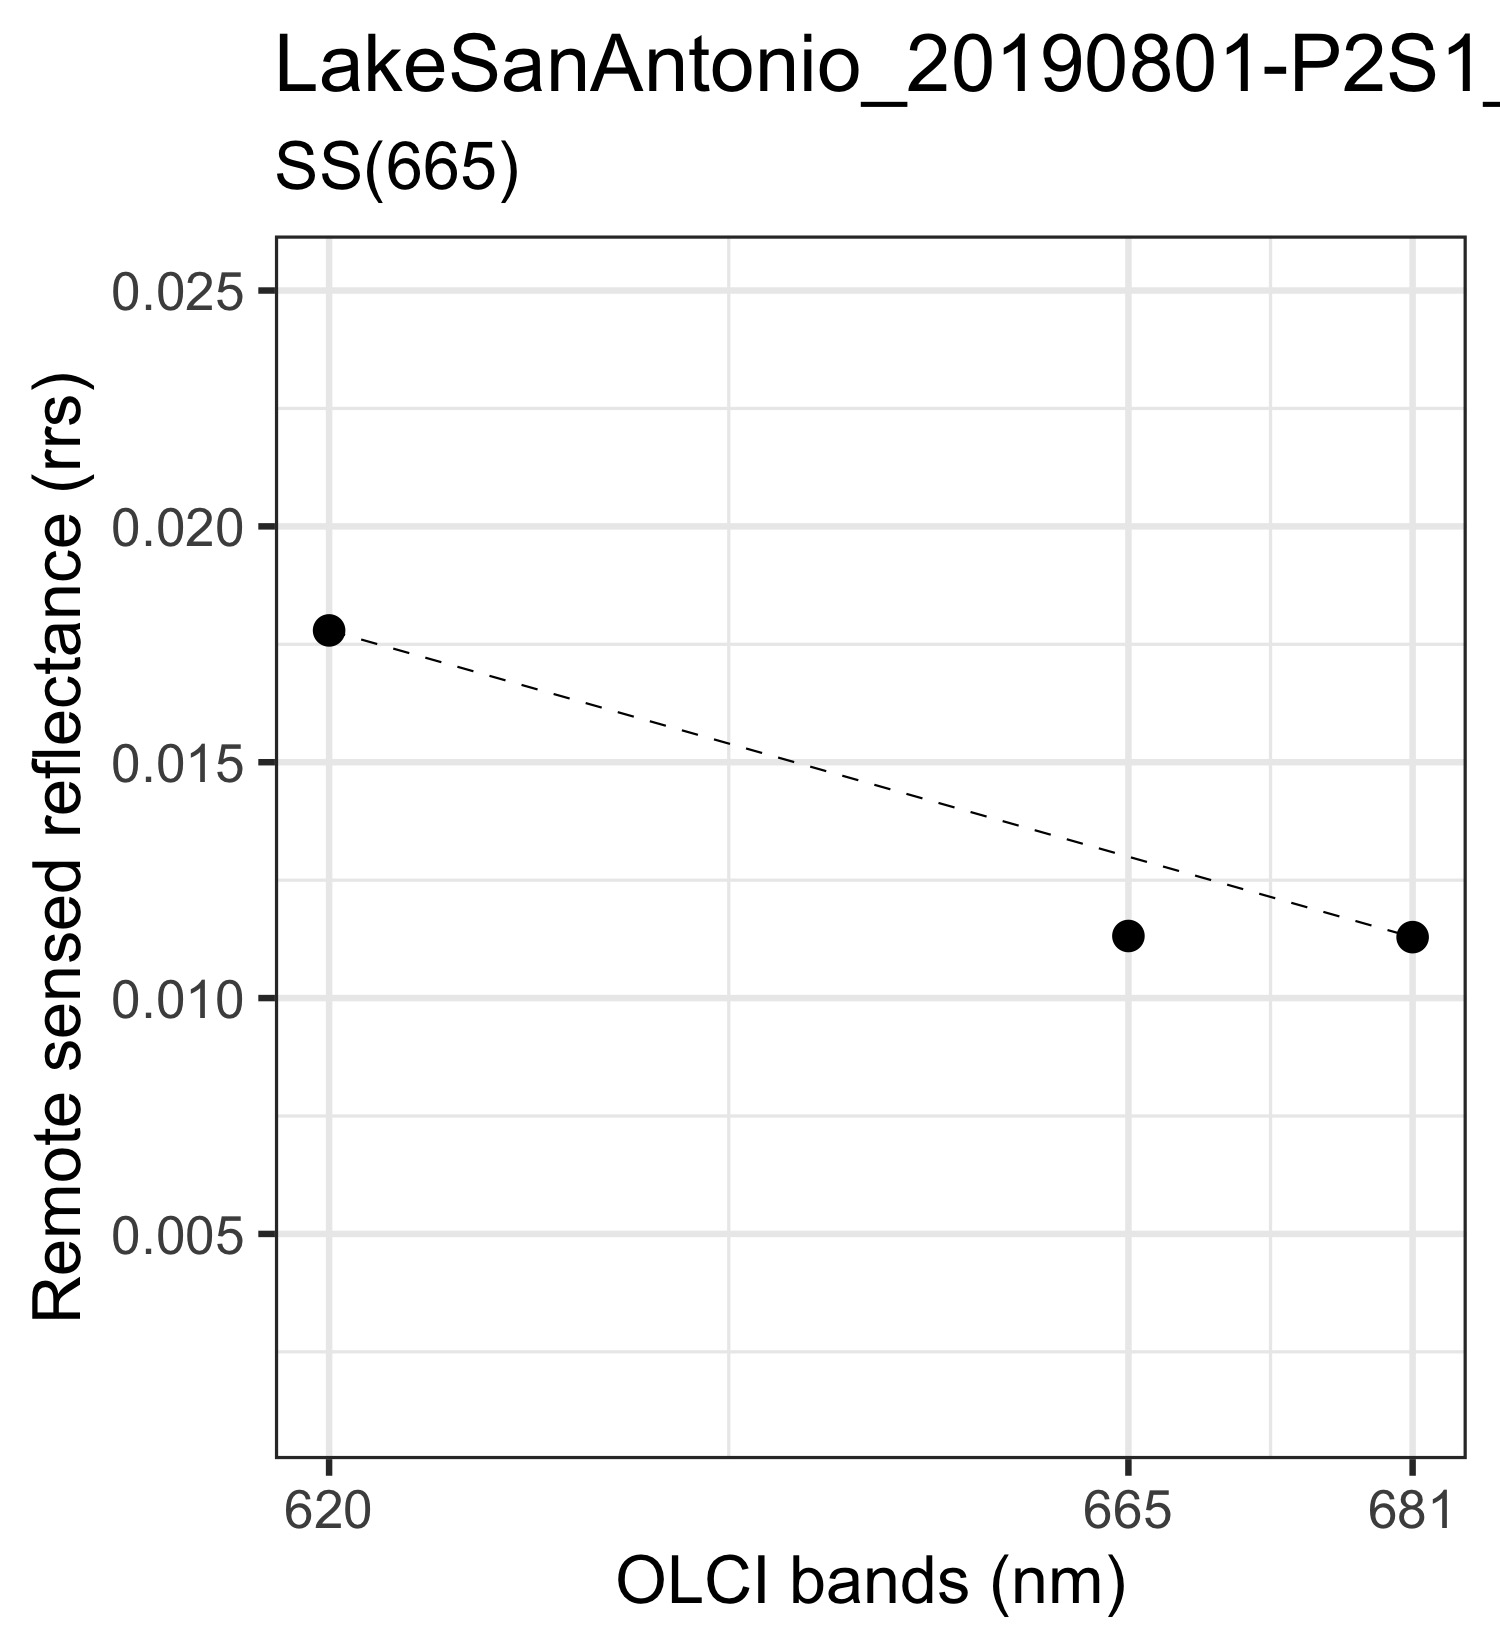 LakeSanAntonio_20190801-P2S1_
SS(665)
Remote sensed reflectance (rrs)
0.025
0.020
0.015
0.010
0.005
620 665 681
OLCI bands (nm)